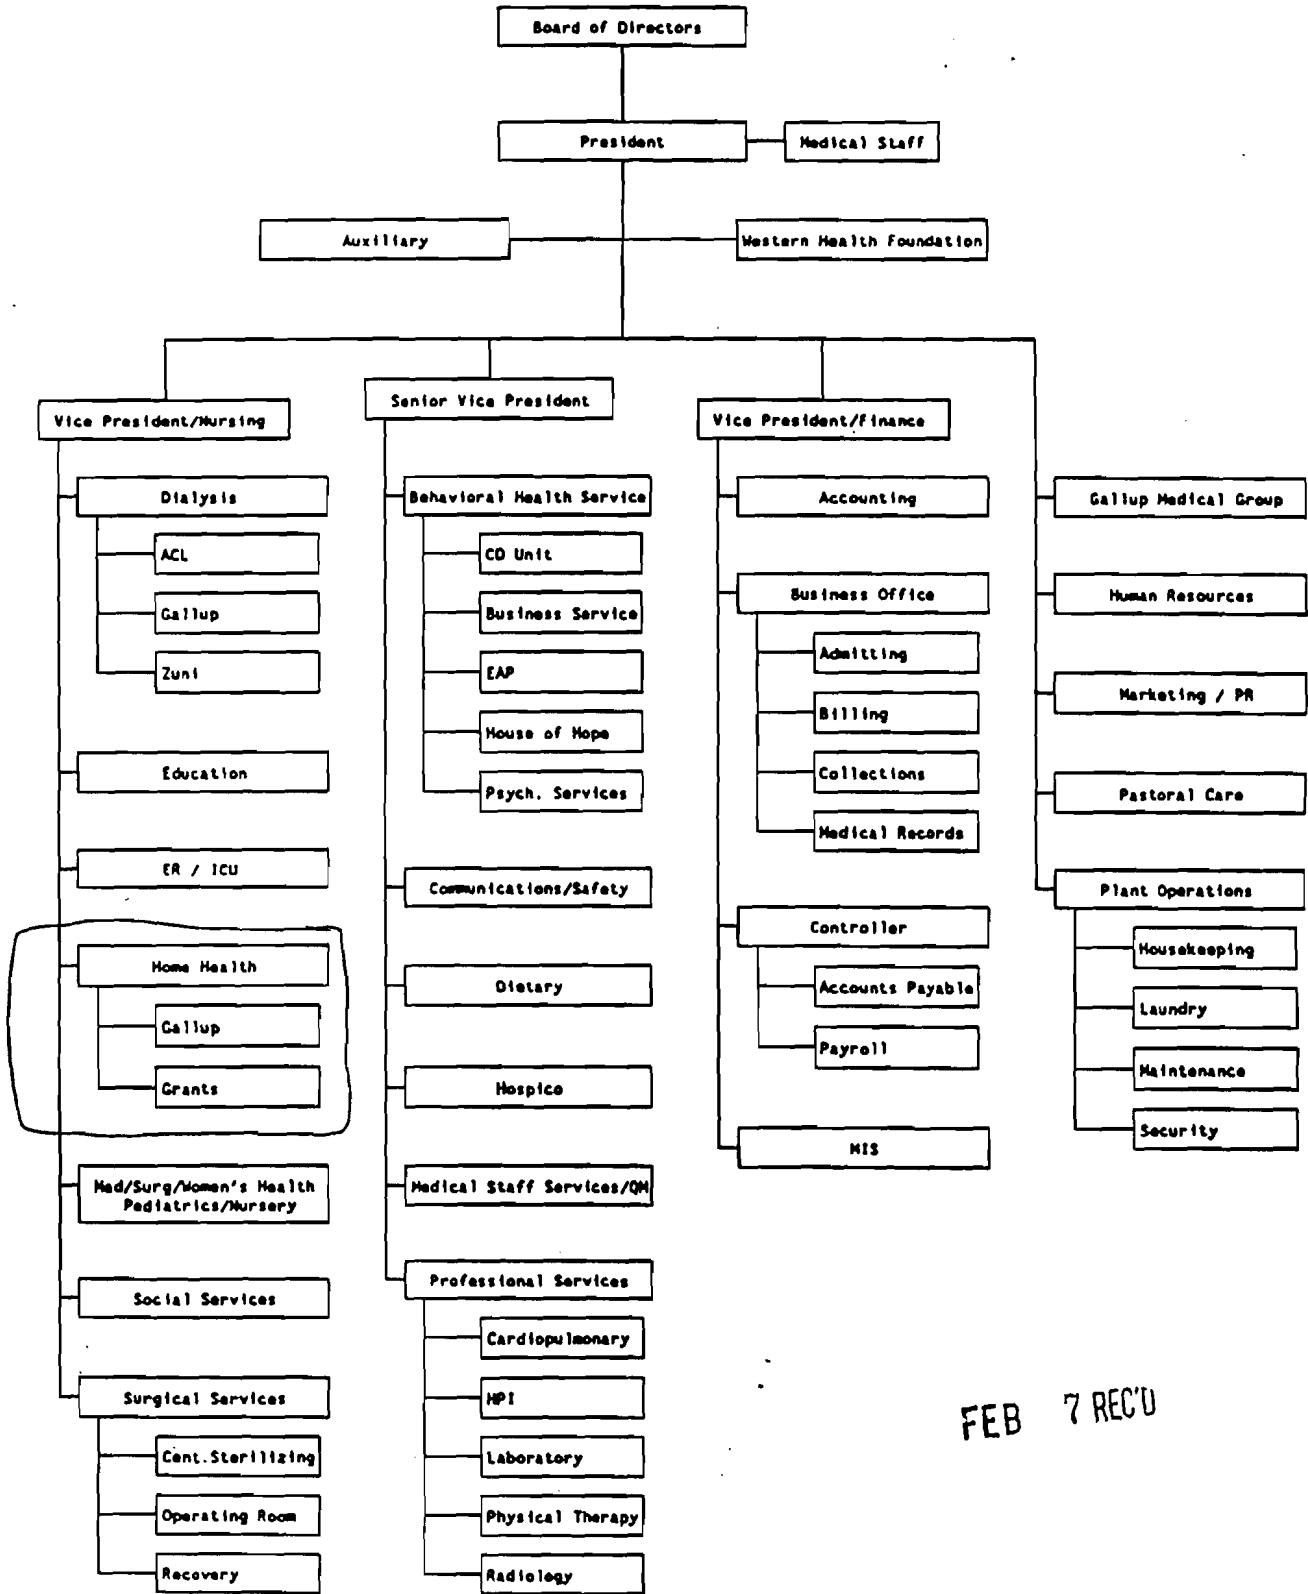 Board of Directors
President
Medical Staff
Auxiliary
Western Health Foundation
Vice President/Nursing
Dialysis
ACL
Gallup
Zuni
Education
ER / ICU
Home Health
Gallup
Grants
Med/Surg/Women's Health
Pediatrics/Nursery
Social Services
Surgical Services
Cent.Sterilizing
Operating Room
Recovery
Senior Vice President
Behavioral Health Service
CD Unit
Business Service
EAP
House of Hope
Psych. Services
Communications/Safety
Dietary
Hospice
Medical Staff Services/QM
Professional Services
Cardiopulmonary
HPI
Laboratory
Physical Therapy
Radiology
Vice President/Finance
Accounting
Business Office
Admitting
Billing
Collections
Medical Records
Controller
Accounts Payable
Payroll
MIS
Gallup Medical Group
Human Resources
Marketing / PR
Pastoral Care
Plant Operations
Housekeeping
Laundry
Maintenance
Security
FEB 7 REC'D